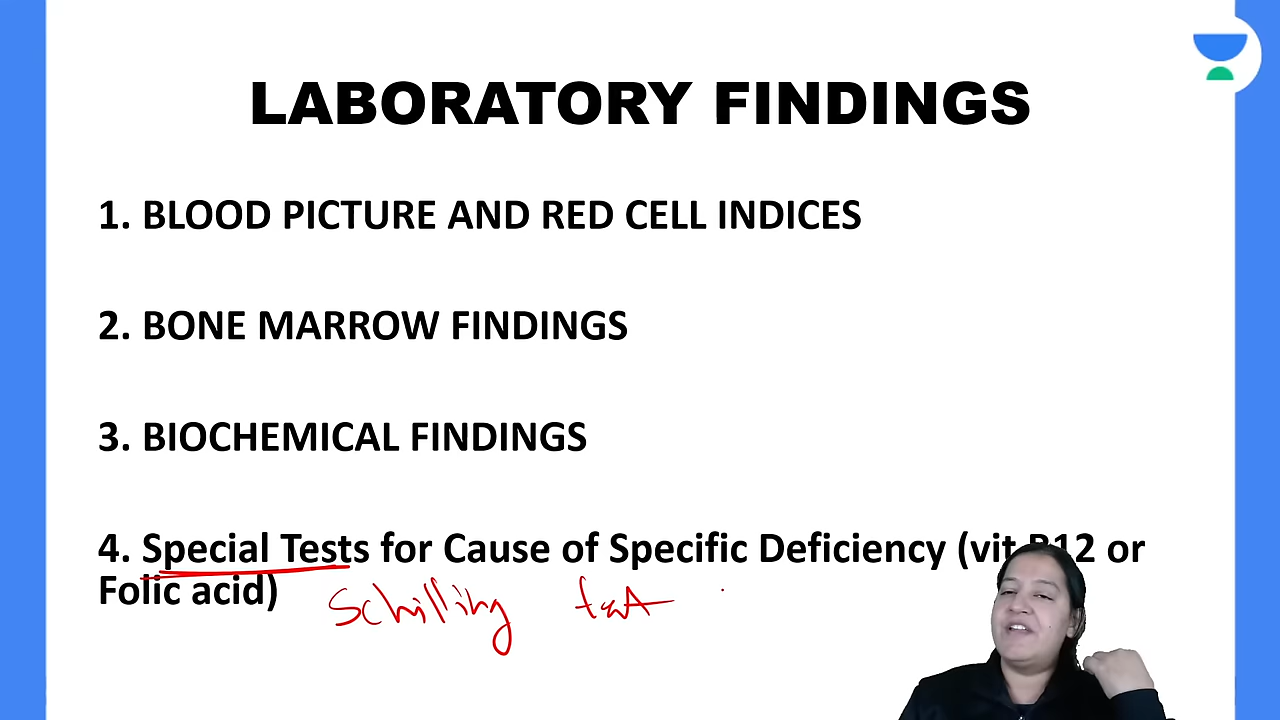 LABORATORY FINDINGS
1. BLOOD PICTURE AND RED CELL INDICES
2. BONE MARROW FINDINGS
3. BIOCHEMICAL FINDINGS
4. Special Tests for Cause of Specific Deficiency (vit B12 or
Folic acid)
Schilling test